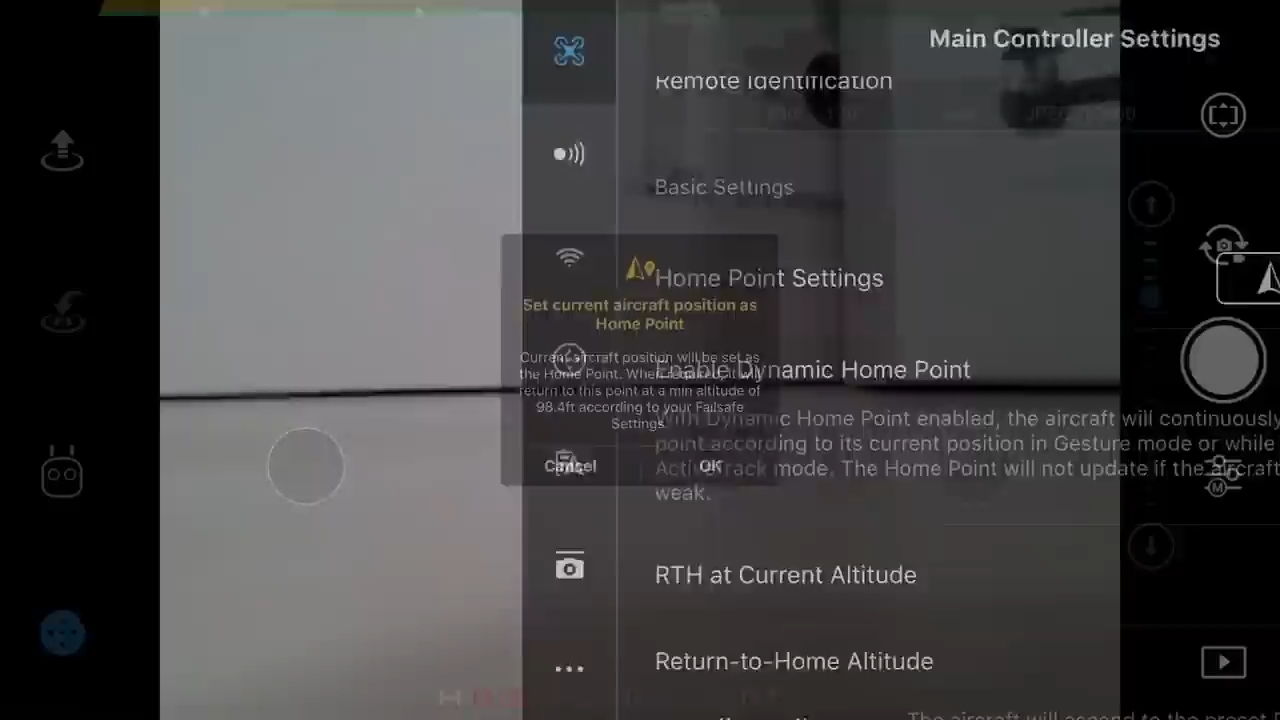 Main Controller Settings
Remote Identification
Basic Settings
Home Point Settings
Set current aircraft position as
Home Point
Current aircraft position will be set as
the Home Point. When required, it will
return to this point at a min altitude of
98.4ft according to your Failsafe
Settings
Cancel
OK
Enable Dynamic Home Point
With Dynamic Home Point enabled, the aircraft will continuously
point according to its current position in Gesture mode or while
ActiveTrack mode. The Home Point will not update if the aircraft
weak.
RTH at Current Altitude
Return-to-Home Altitude
The aircraft will ascend to the preset